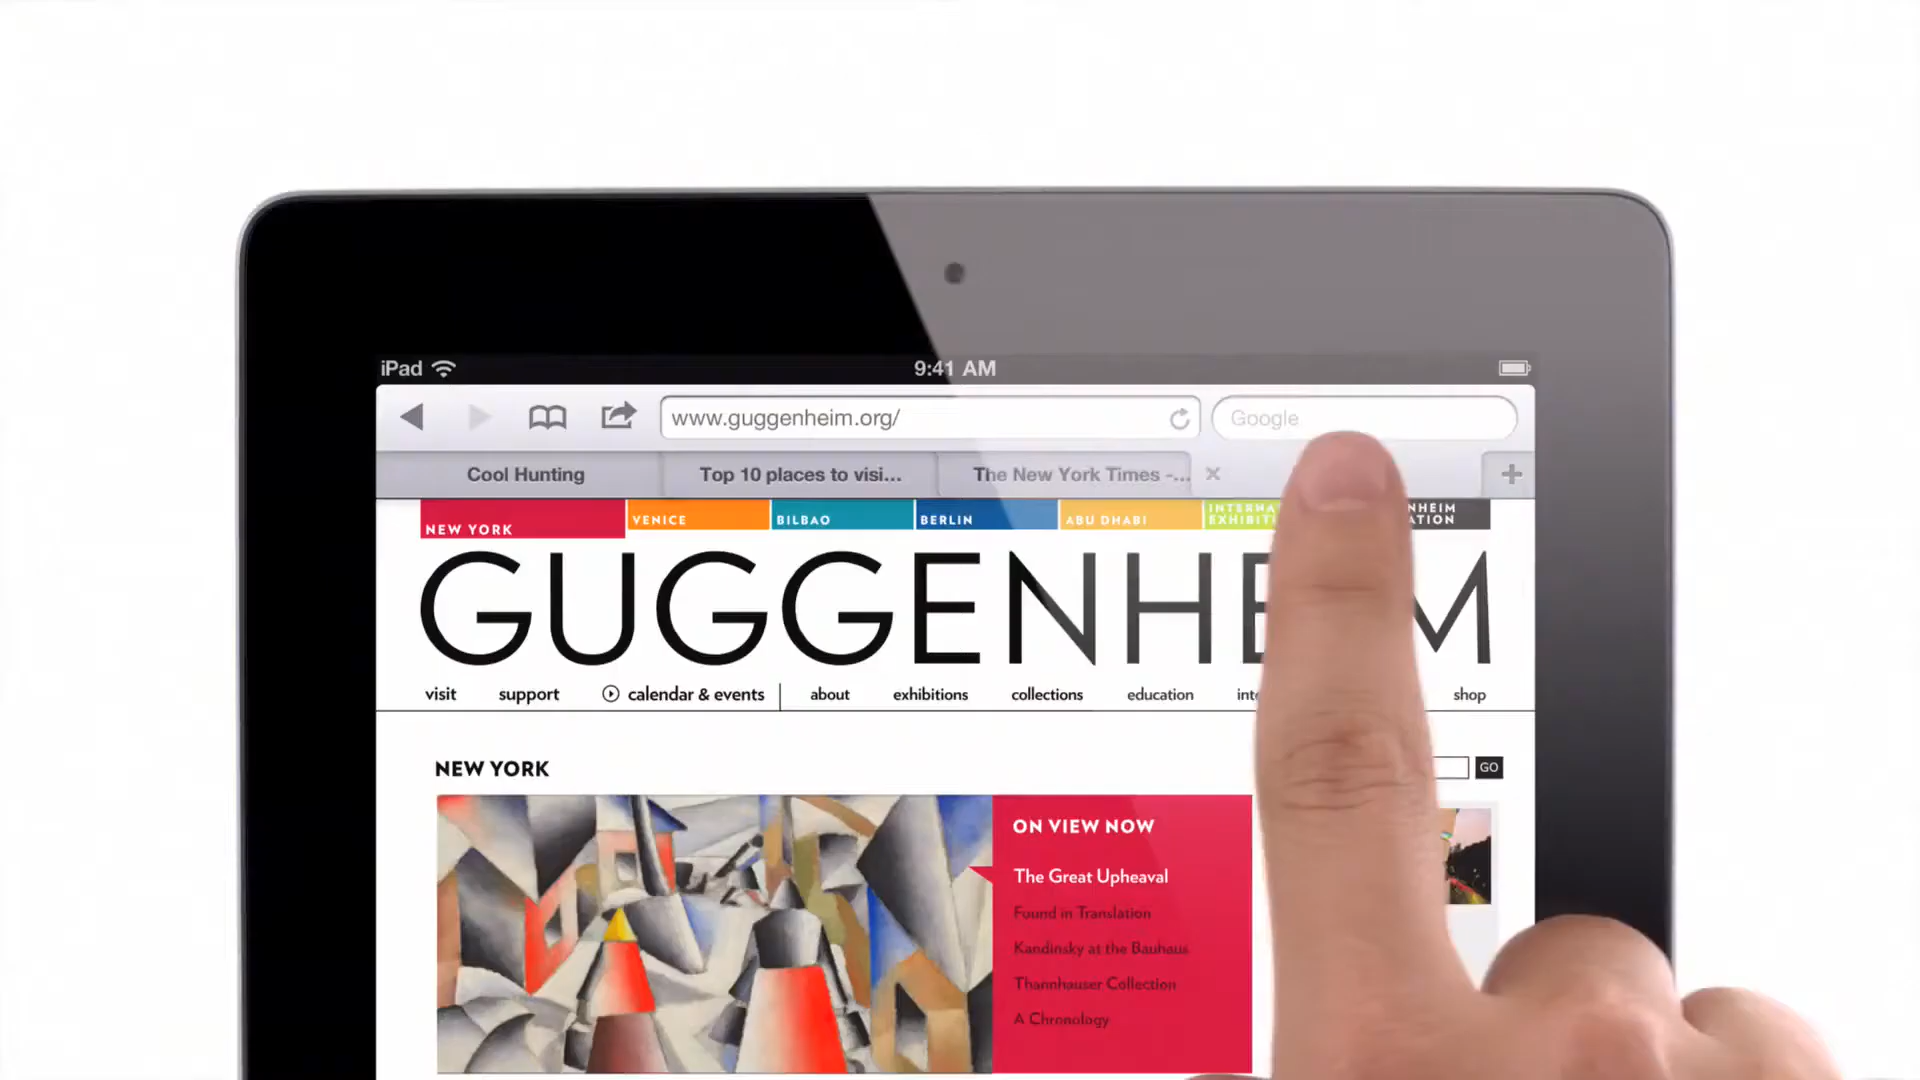 iPad 9:41 AM
www.guggenheim.org/ Google
Cool Hunting Top 10 places to visi... The New York Times -...
NEW YORK VENICE BILBAO BERLIN ABU DHABI
GUGGENHE M
visit support calendar & events about exhibitions collections education shop
NEW YORK
GO
ON VIEW NOW
The Great Upheaval
Found in Translation
Kandinsky at the Bauhaus
Thannhauser Collection
A Chronology